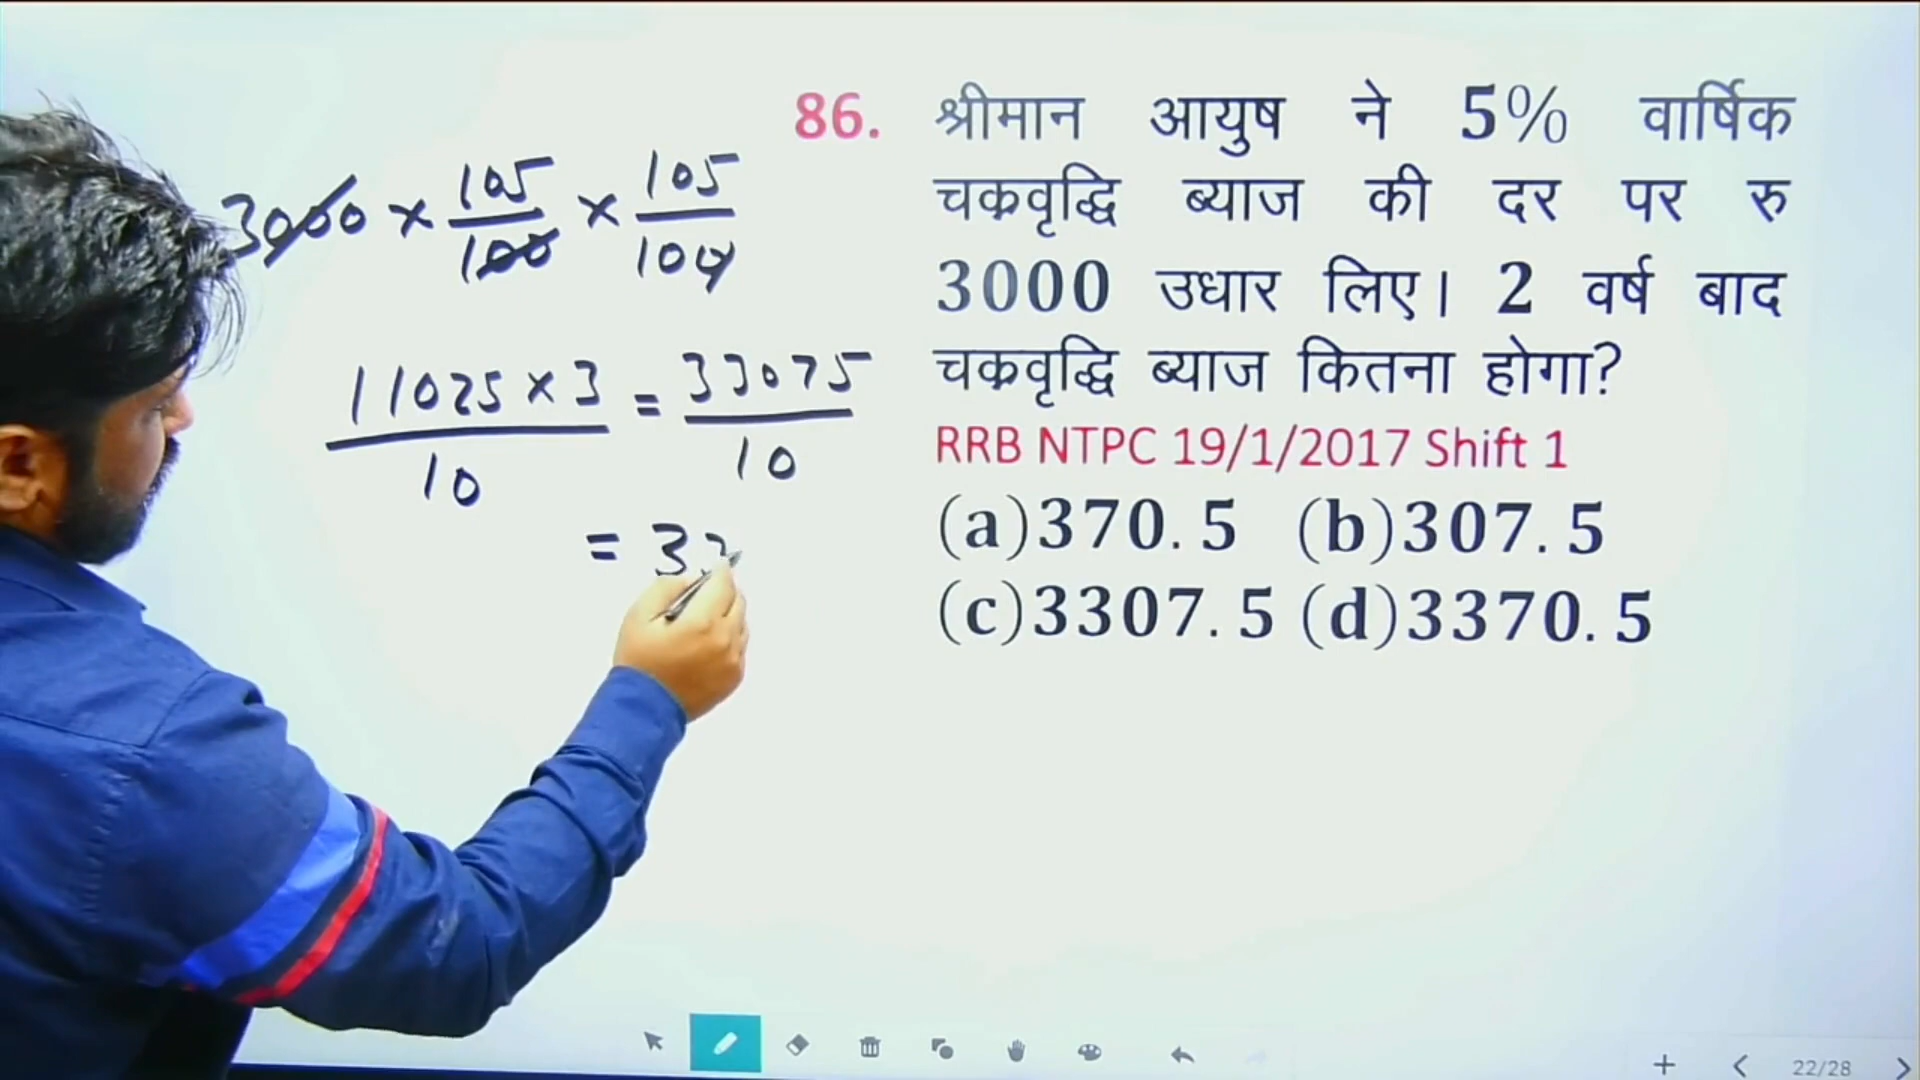 86. श्रीमान आयुष ने 5% वार्षिक
चक्रवृद्धि ब्याज की दर पर रु
3000 उधार लिए। 2 वर्ष बाद
चक्रवृद्धि ब्याज कितना होगा?
RRB NTPC 19/1/2017 Shift 1
(a)370.5 (b)307.5
(c)3307.5 (d)3370.5
3000 × 105/100 × 105/100
11025 × 3 / 10 = 33075 / 10
= 33
22/28